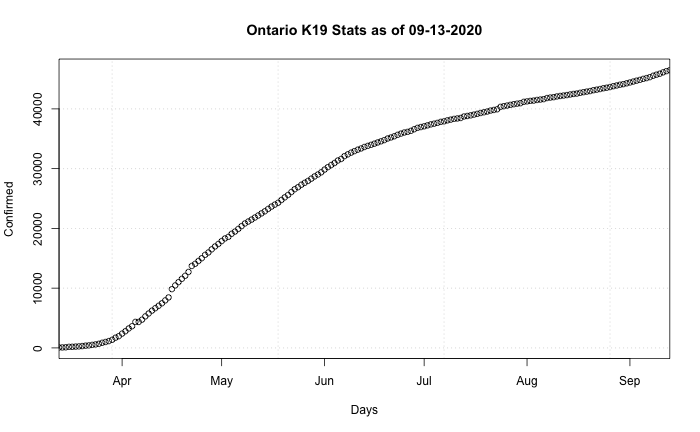 Ontario K19 Stats as of 09-13-2020
Confirmed
40000
30000
20000
10000
0
Apr May Jun Jul Aug Sep
Days